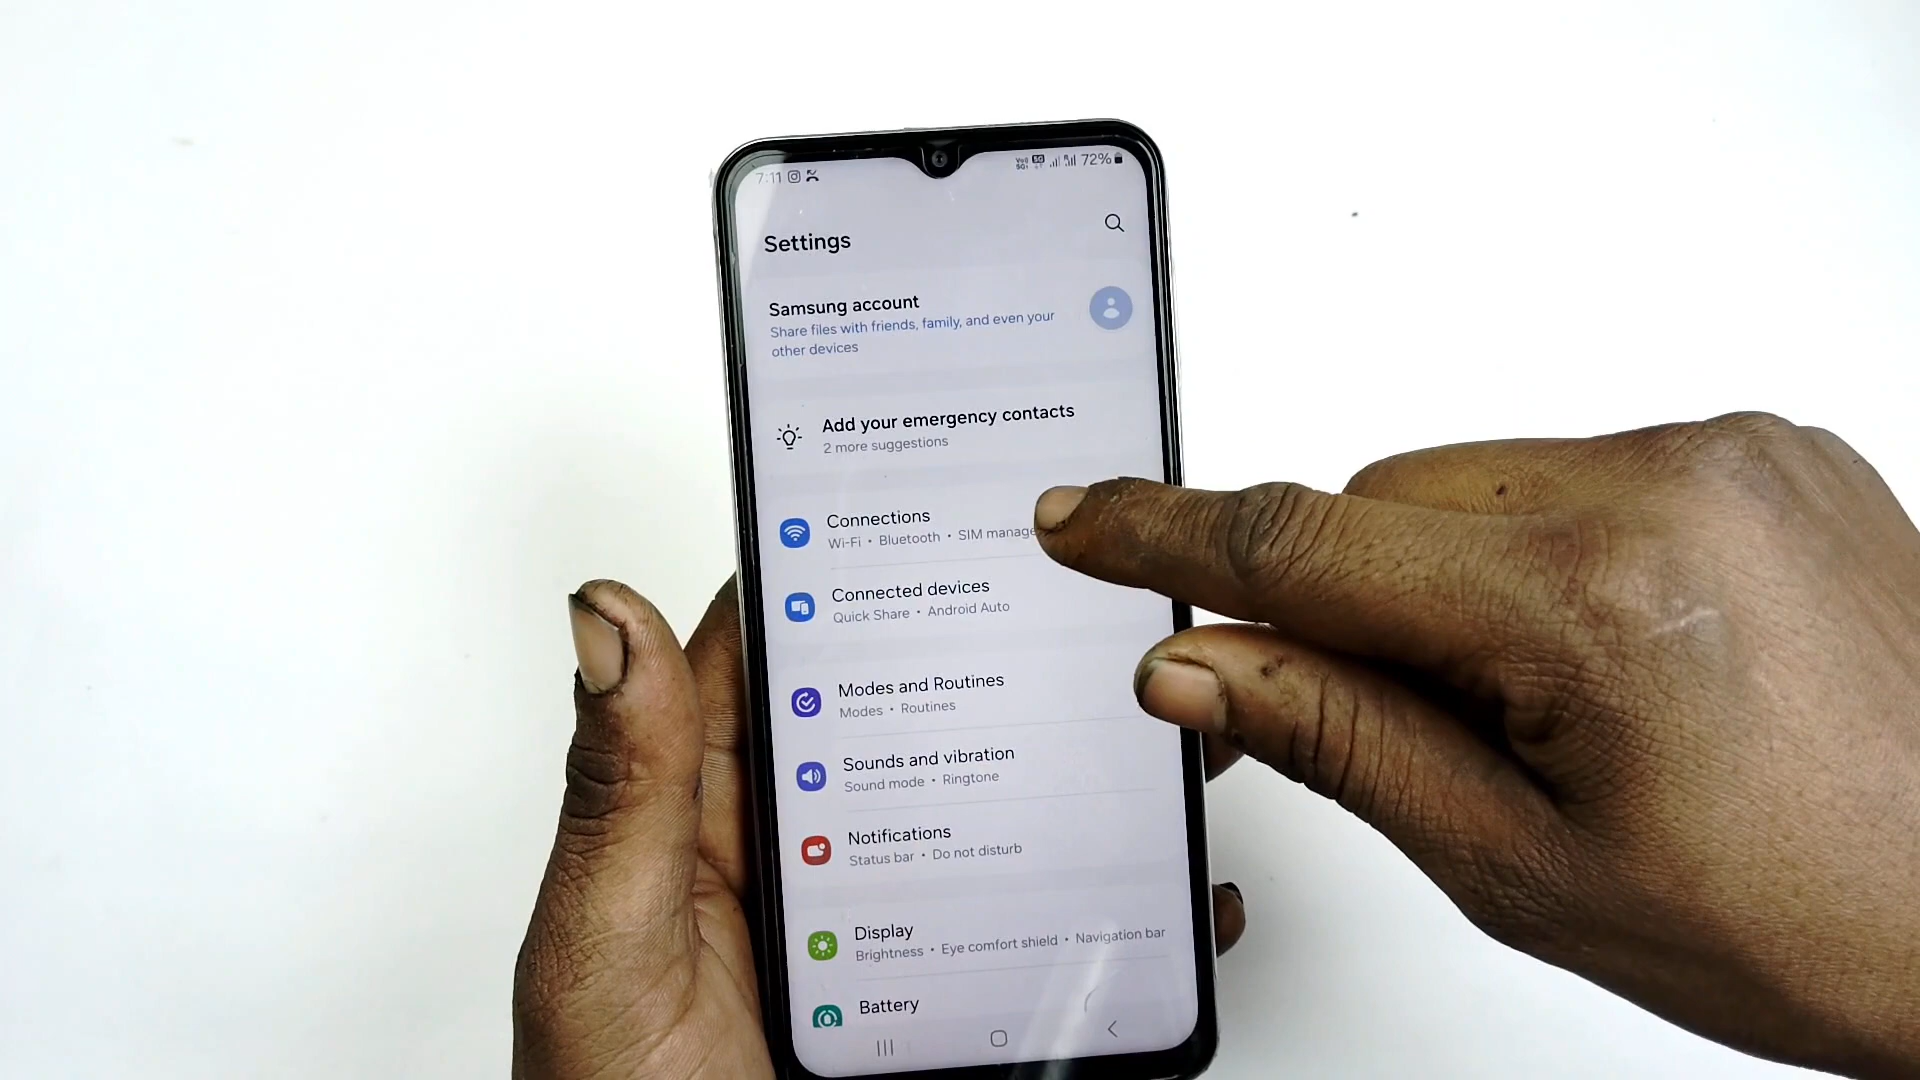 7:11
5G 72%
Settings
Samsung account
Share files with friends, family, and even your
other devices
Add your emergency contacts
2 more suggestions
Connections
Wi-Fi • Bluetooth • SIM manage
Connected devices
Quick Share • Android Auto
Modes and Routines
Modes • Routines
Sounds and vibration
Sound mode • Ringtone
Notifications
Status bar • Do not disturb
Display
Brightness • Eye comfort shield • Navigation bar
Battery